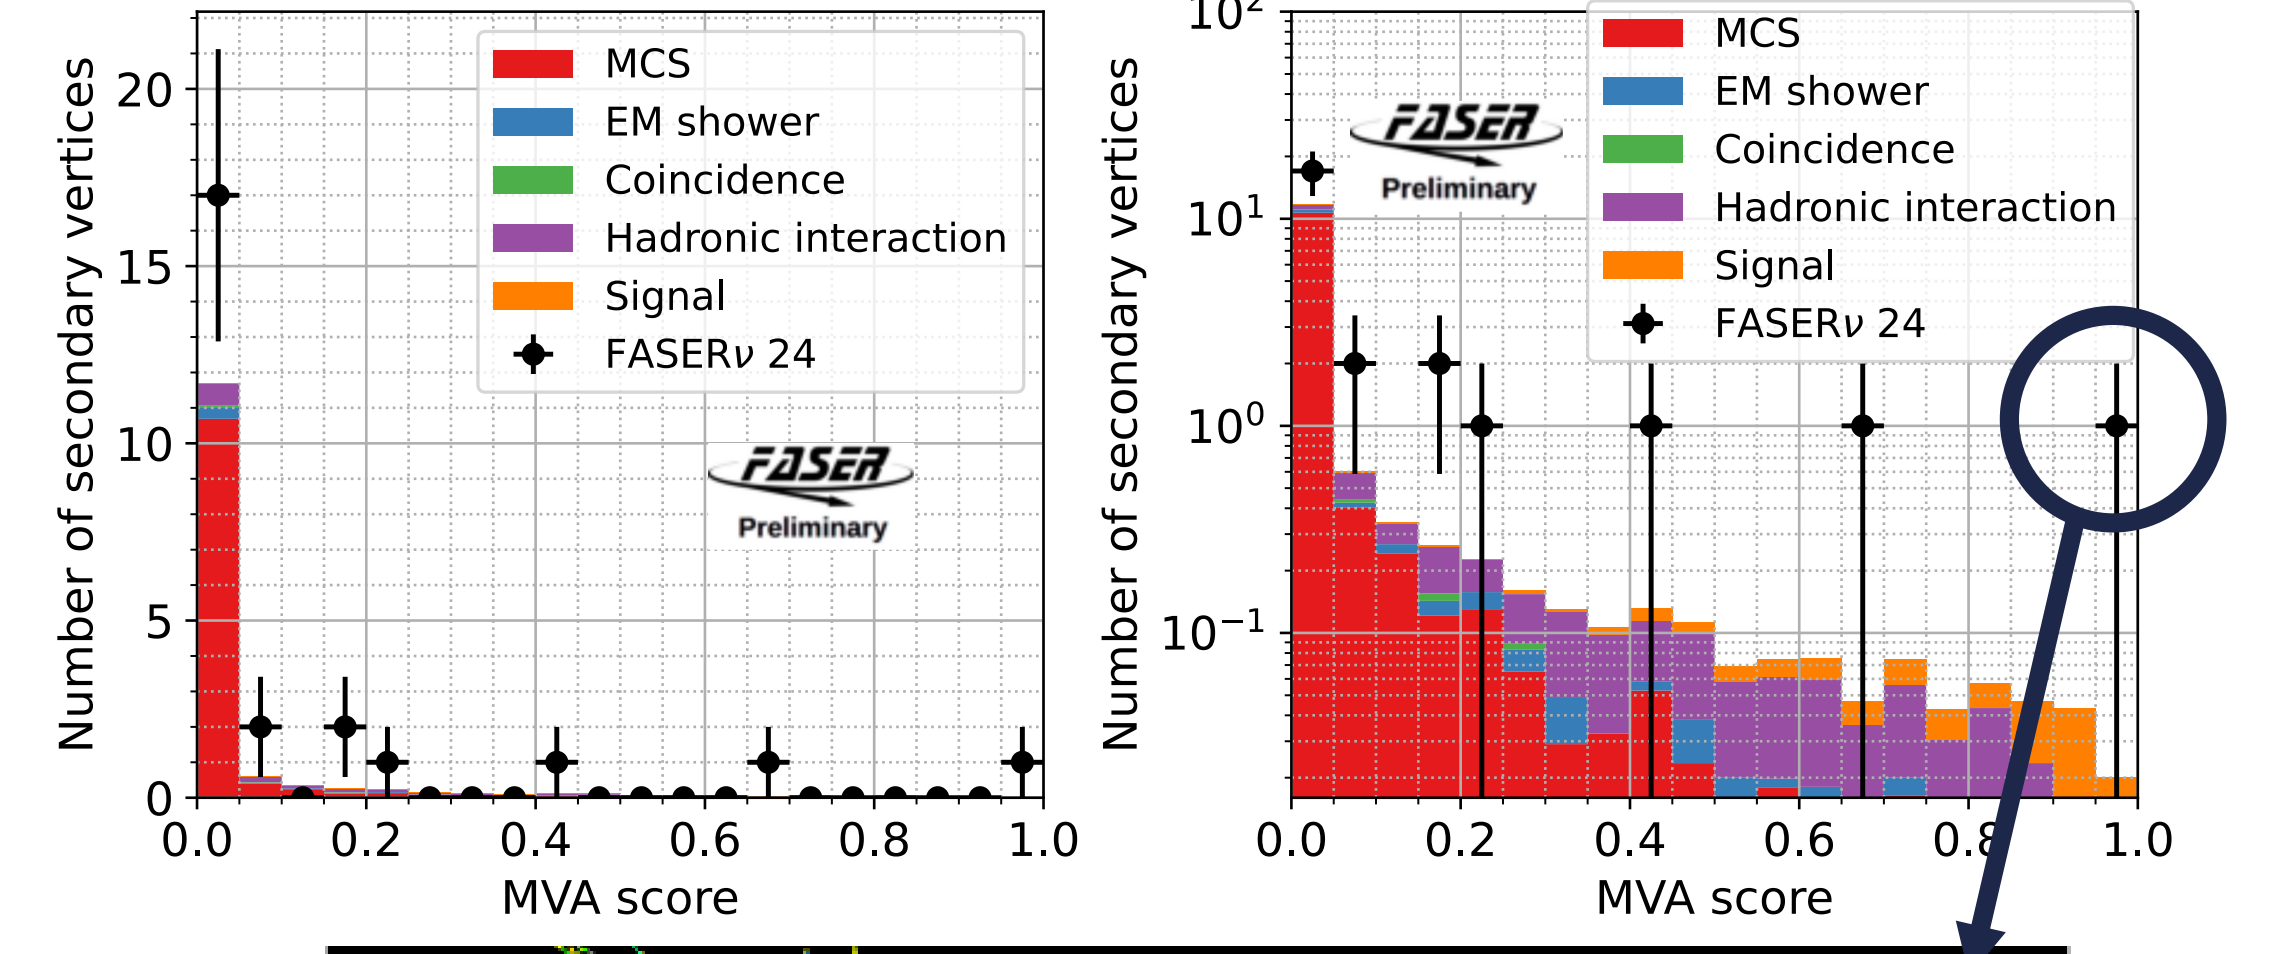 Number of secondary vertices
20
15
10
5
0
MCS
EM shower
Coincidence
Hadronic interaction
Signal
FASERν 24
FASER
Preliminary
0.0 0.2 0.4 0.6 0.8 1.0
MVA score
Number of secondary vertices
10²
10¹
10⁰
10⁻¹
FASER
Preliminary
MCS
EM shower
Coincidence
Hadronic interaction
Signal
FASERν 24
0.0 0.2 0.4 0.6 0.8 1.0
MVA score